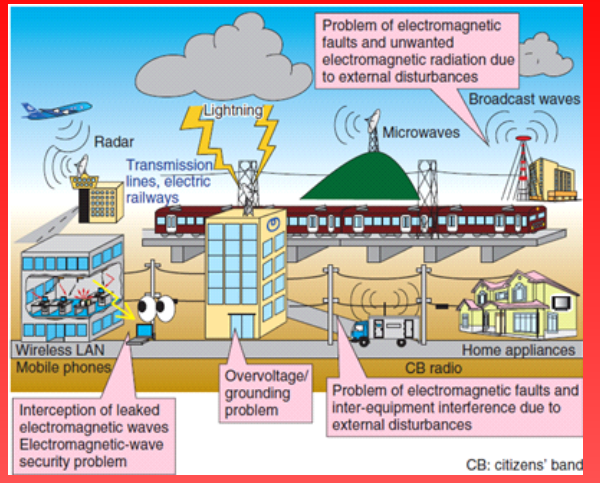 Problem of electromagnetic
faults and unwanted
electromagnetic radiation due
to external disturbances
Broadcast waves
Lightning
Microwaves
Radar
Transmission
lines, electric
railways
Wireless LAN
Mobile phones
Home appliances
CB radio
Interception of leaked
electromagnetic waves
Electromagnetic-wave
security problem
Overvoltage/
grounding
problem
Problem of electromagnetic faults and
inter-equipment interference due to
external disturbances
CB: citizens' band